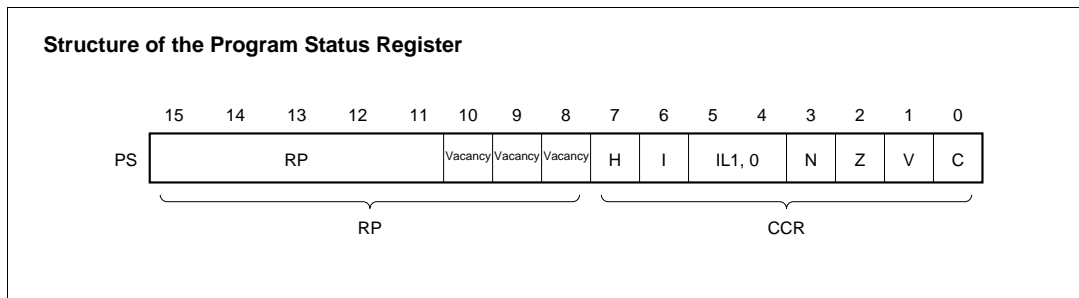 Structure of the Program Status Register
15 14 13 12 11 10 9 8 7 6 5 4 3 2 1 0
PS RP Vacancy Vacancy Vacancy H I IL1, 0 N Z V C
RP CCR